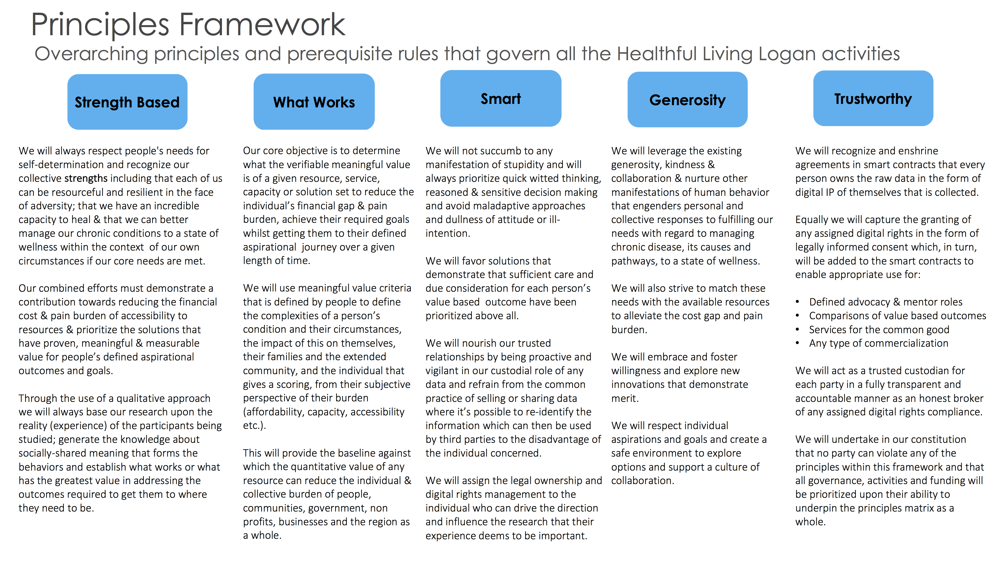 Principles Framework
Overarching principles and prerequisite rules that govern all the Healthful Living Logan activities
Strength Based
We will always respect people's needs for
self-determination and recognize our
collective strengths including that each of us
can be resourceful and resilient in the face
of adversity; that we have an incredible
capacity to heal & that we can better
manage our chronic conditions to a state of
wellness within the context  of our own
circumstances if our core needs are met.
Our combined efforts must demonstrate a
contribution towards reducing the financial
cost & pain burden of accessibility to
resources & prioritize the solutions that
have proven, meaningful & measurable
value for people’s defined aspirational
outcomes and goals.
Through the use of a qualitative approach
we will always base our research upon the
reality (experience) of the participants being
studied; generate the knowledge about
socially-shared meaning that forms the
behaviors and establish what works or what
has the greatest value in addressing the
outcomes required to get them to where
they need to be.
What Works
Our core objective is to determine
what the verifiable meaningful value
is of a given resource, service,
capacity or solution set to reduce the
individual’s financial gap & pain
burden, achieve their required goals
whilst getting them to their defined
aspirational  journey over a given
length of time.
We will use meaningful value criteria
that is defined by people to define
the complexities of a person’s
condition and their circumstances,
the impact of this on themselves,
their families and the extended
community, and the individual that
gives a scoring, from their subjective
perspective of their burden
(affordability, capacity, accessibility
etc.).
This will provide the baseline against
which the quantitative value of any
resource can reduce the individual &
collective burden of people,
communities, government, non
profits, businesses and the region as
a whole.
Smart
We will not succumb to any
manifestation of stupidity and will
always prioritize quick witted thinking,
reasoned & sensitive decision making
and avoid maladaptive approaches
and dullness of attitude or ill-
intention.
We will favor solutions that
demonstrate that sufficient care and
due consideration for each person’s
value based  outcome have been
prioritized above all.
We will nourish our trusted
relationships by being proactive and
vigilant in our custodial role of any
data and refrain from the common
practice of selling or sharing data
where it’s possible to re-identify the
information which can then be used
by third parties to the disadvantage of
the individual concerned.
We will assign the legal ownership and
digital rights management to the
individual who can drive the direction
and influence the research that their
experience deems to be important.
Generosity
We will leverage the existing
generosity, kindness &
collaboration & nurture other
manifestations of human behavior
that engenders personal and
collective responses to fulfilling our
needs with regard to managing
chronic disease, its causes and
pathways, to a state of wellness.
We will also strive to match these
needs with the available resources
to alleviate the cost gap and pain
burden.
We will embrace and foster
willingness and explore new
innovations that demonstrate
merit.
We will respect individual
aspirations and goals and create a
safe environment to explore
options and support a culture of
collaboration.
Trustworthy
We will recognize and enshrine
agreements in smart contracts that every
person owns the raw data in the form of
digital IP of themselves that is collected.
Equally we will capture the granting of
any assigned digital rights in the form of
legally informed consent which, in turn,
will be added to the smart contracts to
enable appropriate use for:
• Defined advocacy & mentor roles
• Comparisons of value based outcomes
• Services for the common good
• Any type of commercialization
We will act as a trusted custodian for
each party in a fully transparent and
accountable manner as an honest broker
of any assigned digital rights compliance.
We will undertake in our constitution
that no party can violate any of the
principles within this framework and that
all governance, activities and funding will
be prioritized upon their ability to
underpin the principles matrix as a
whole.